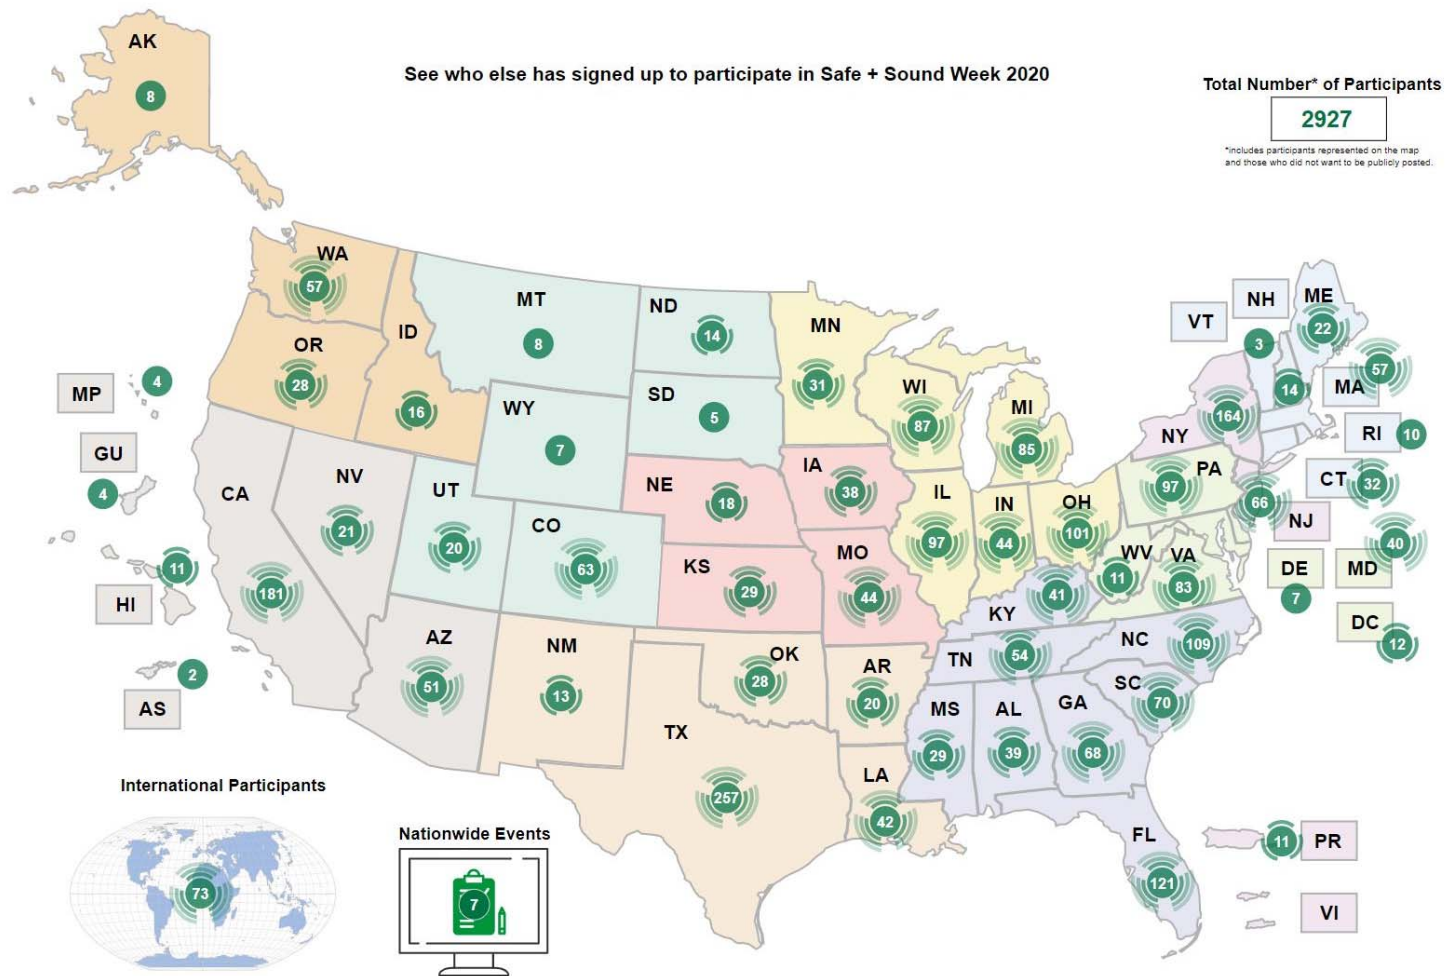 AK
8
See who else has signed up to participate in Safe + Sound Week 2020
Total Number* of Participants
2927
*includes participants represented on the map
and those who did not want to be publicly posted.
WA
57
OR
28
ID
16
MT
8
ND
14
SD
5
WY
7
MN
31
WI
87
MI
85
VT
NH
3
ME
22
14
MA
57
NY
164
RI
10
CT
32
MP
4
GU
4
HI
11
AS
2
CA
181
NV
21
UT
20
CO
63
NE
18
KS
29
IA
38
MO
44
IL
97
IN
44
OH
101
PA
97
66
NJ
WV
11
VA
83
DE
7
MD
40
DC
12
KY
41
TN
54
NC
109
SC
70
AZ
51
NM
13
OK
28
AR
20
TX
257
LA
42
MS
29
AL
39
GA
68
FL
121
11
PR
VI
International Participants
73
Nationwide Events
7